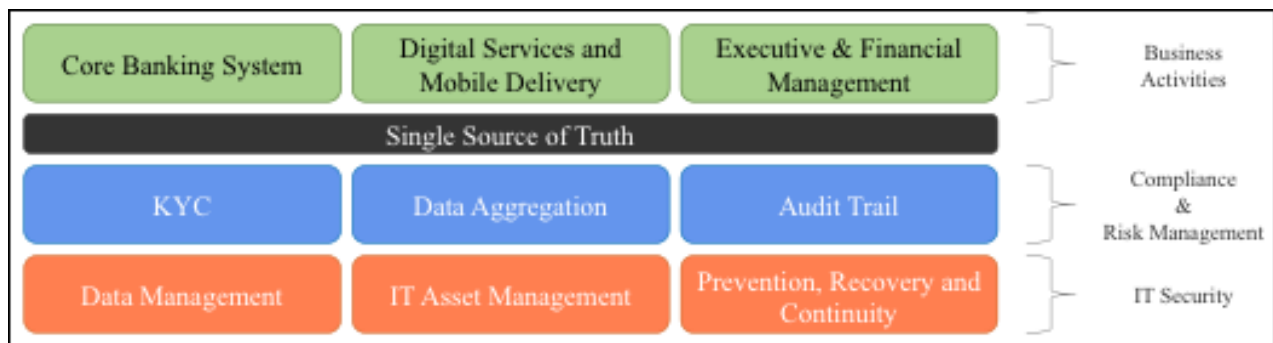 Core Banking System
Digital Services and
Mobile Delivery
Executive & Financial
Management
Business
Activities
Single Source of Truth
KYC
Data Aggregation
Audit Trail
Compliance
&
Risk Management
Data Management
IT Asset Management
Prevention, Recovery and
Continuity
IT Security